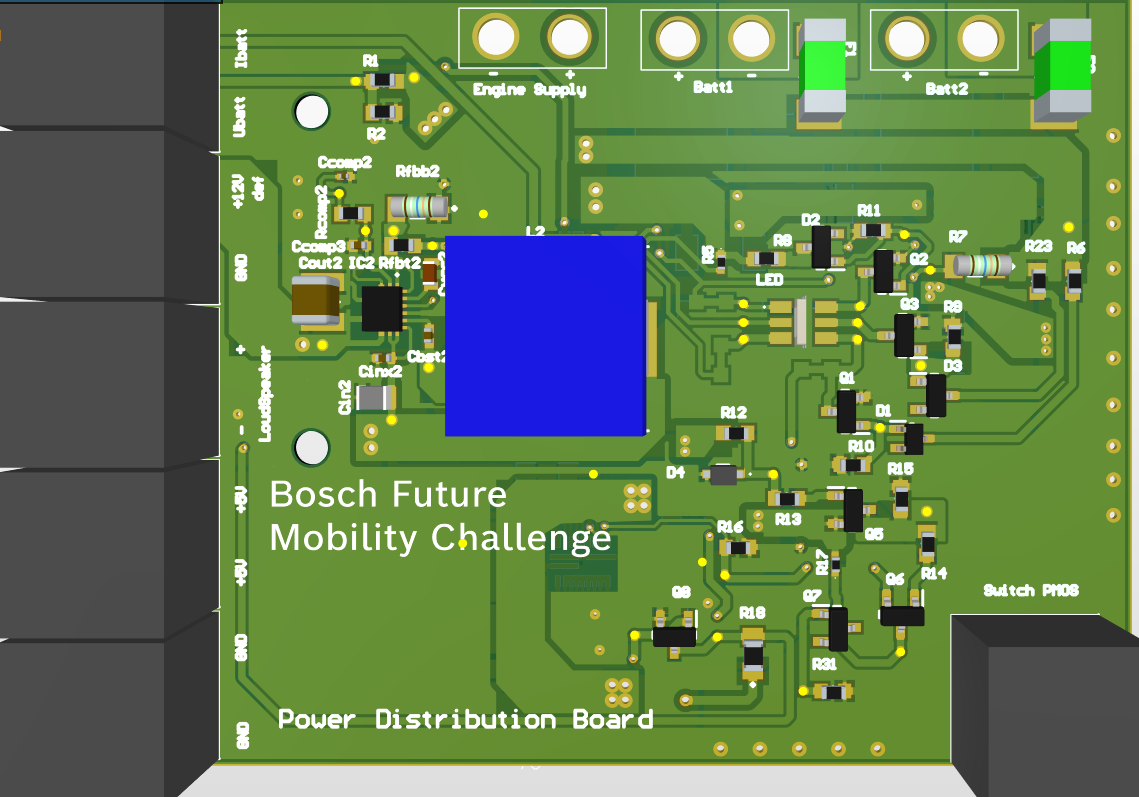 Ibatt
R1
Engine Supply
- +
Batt1
+ -
Batt2
+ -
Ubatt
R2
+12V
def
Ccomp2
Rfbb2
Rcomp2
Ccomp3
Cout2
IC2
Rfbt2
L2
GND
D2
R11
R8
LED
Q2
R7
R23
R6
Q3
R9
D3
+
LoudSpeaker
-
Cbst2
Cinx2
Cin2
Q1
D1
R12
R10
D4
R15
Bosch Future
Mobility Challenge
+5V
R13
Q5
R16
R17
R14
+5V
Q6
Q7
Q8
R18
Switch PMOS
GND
R31
Power Distribution Board
GND